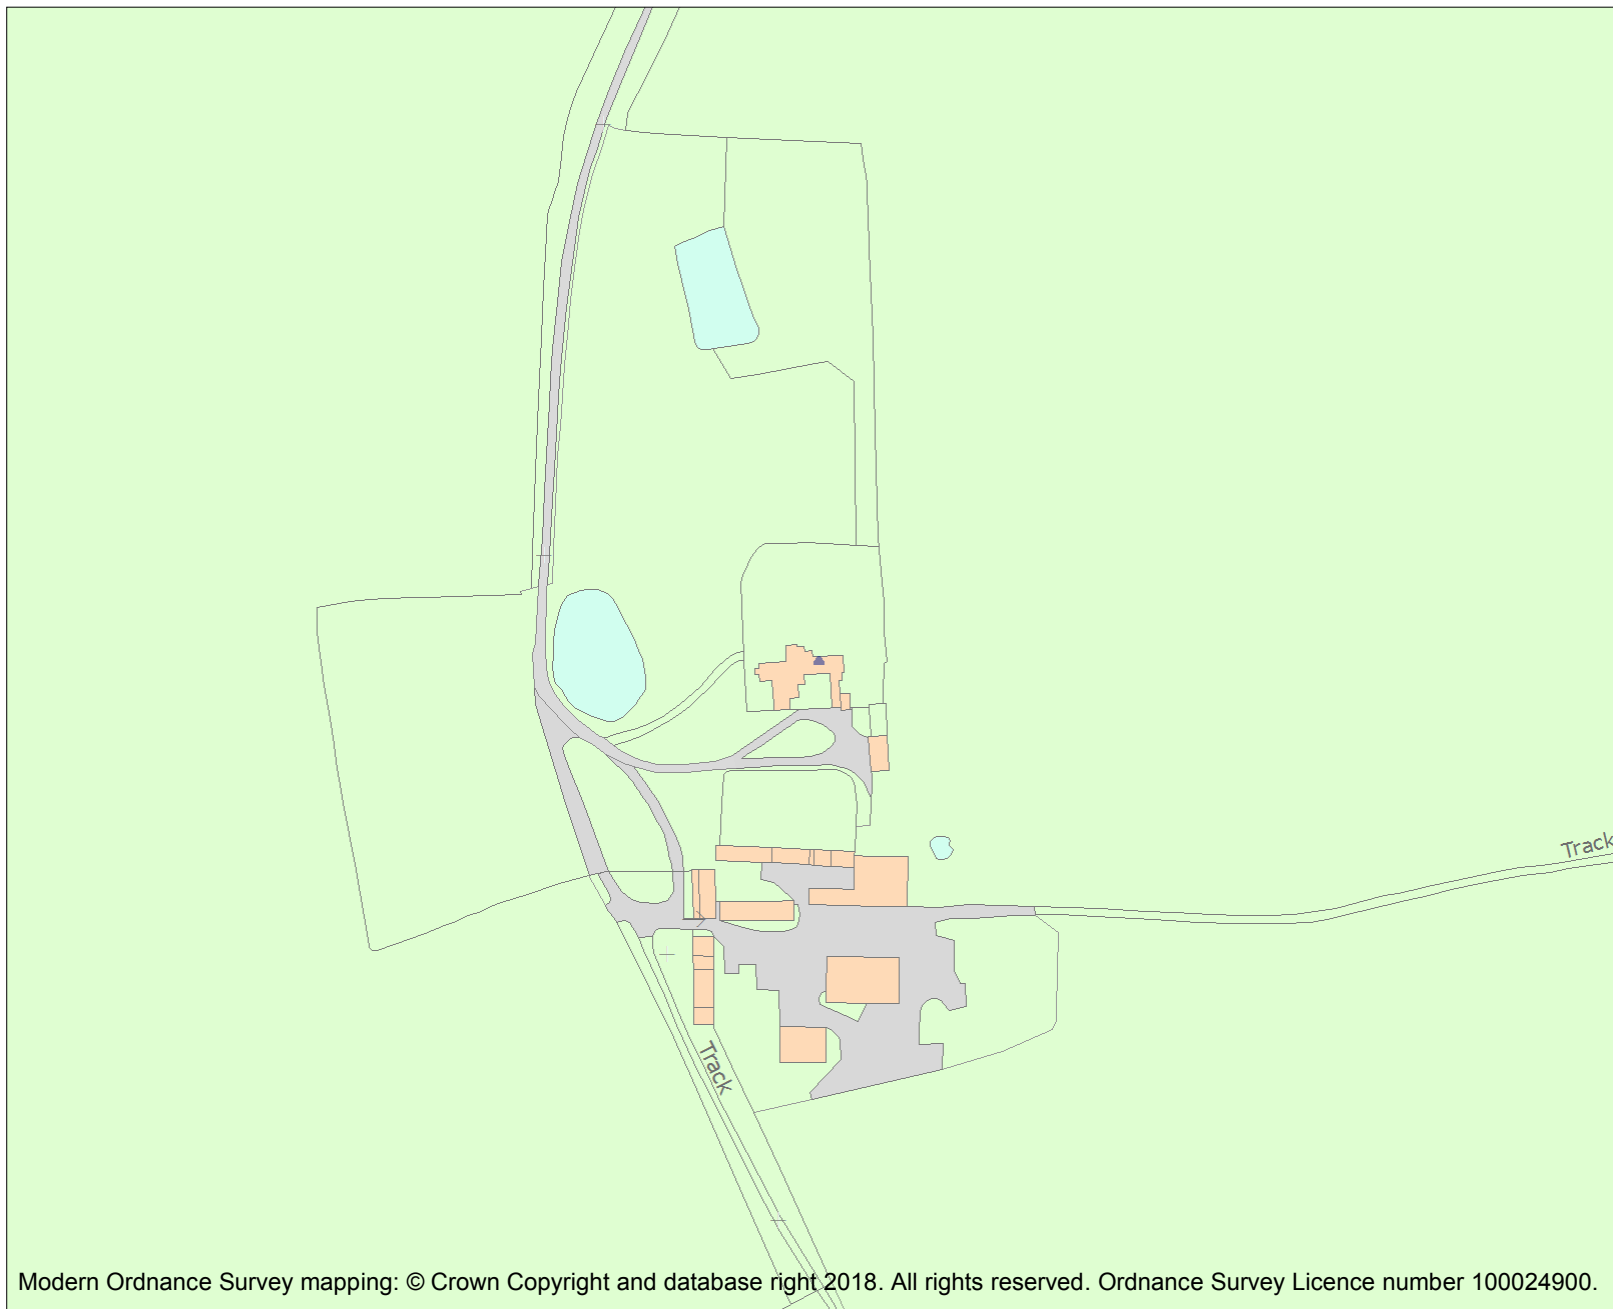 Track
Track
Modern Ordnance Survey mapping: © Crown Copyright and database right 2018. All rights reserved. Ordnance Survey Licence number 100024900.